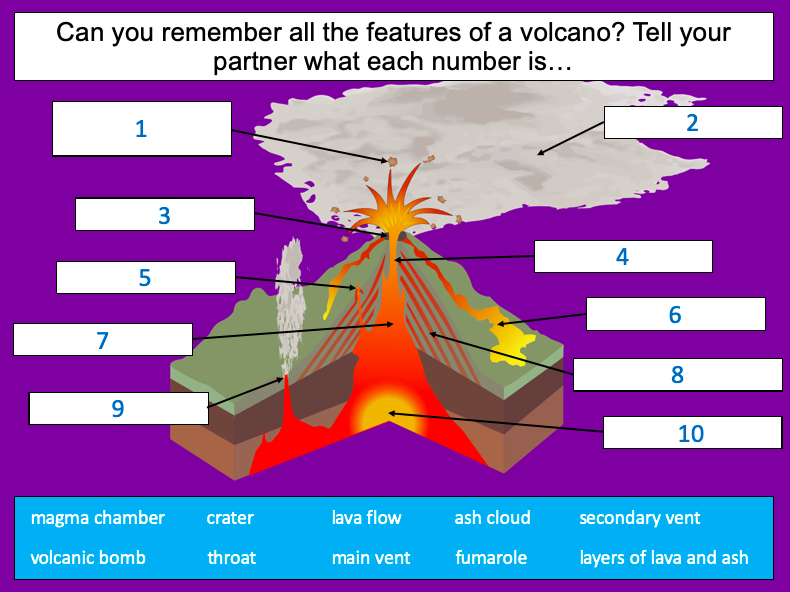 Can you remember all the features of a volcano? Tell your
partner what each number is…
1
2
3
4
5
6
7
8
9
10
magma chamber crater lava flow ash cloud secondary vent
volcanic bomb throat main vent fumarole layers of lava and ash